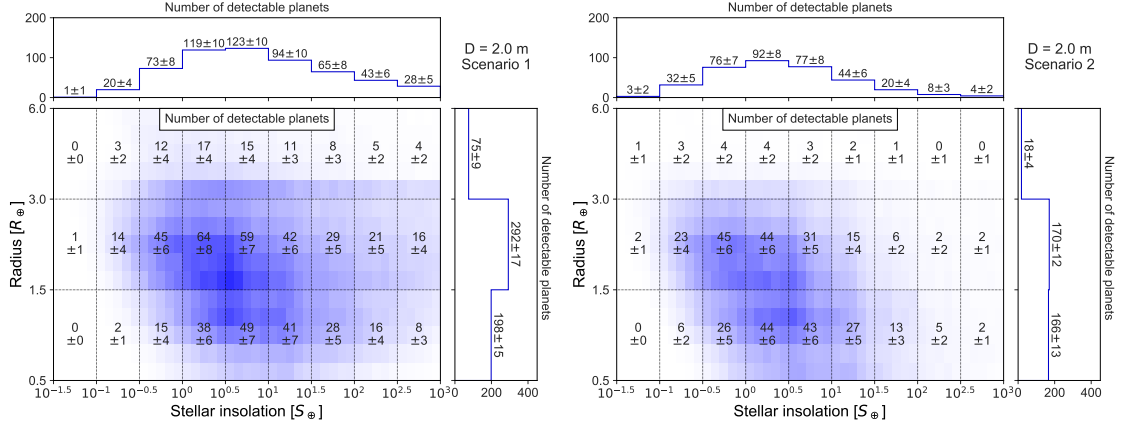 Number of detectable planets
200
100
0
1±1
20±4
73±8
119±10
123±10
94±10
65±8
43±6
28±5
D = 2.0 m
Scenario 1
Number of detectable planets
6.0
3.0
1.5
0.5
Radius [R⊕]
0 3 12 17 15 11 8 5 4
±0 ±2 ±4 ±4 ±4 ±3 ±3 ±2 ±2
1 14 45 64 59 42 29 21 16
±1 ±4 ±6 ±8 ±7 ±6 ±5 ±5 ±4
0 2 15 38 49 41 28 16 8
±0 ±1 ±4 ±6 ±7 ±7 ±5 ±4 ±3
10^−1.5 10^−1 10^−0.5 10^0 10^0.5 10^1 10^1.5 10^2 10^2.5 10^3
Stellar insolation [S⊕]
75±9
292±17
198±15
200 400
Number of detectable planets
Number of detectable planets
200
100
0
3±2
32±5
76±7
92±8
77±8
44±6
20±4
8±3
4±2
D = 2.0 m
Scenario 2
Number of detectable planets
6.0
3.0
1.5
0.5
Radius [R⊕]
1 3 4 4 3 2 1 0 0
±1 ±2 ±2 ±2 ±2 ±1 ±1 ±1 ±1
2 23 45 44 31 15 6 2 2
±1 ±4 ±6 ±6 ±5 ±4 ±2 ±2 ±1
0 6 26 44 43 27 13 5 2
±0 ±2 ±5 ±6 ±6 ±5 ±3 ±2 ±1
10^−1.5 10^−1 10^−0.5 10^0 10^0.5 10^1 10^1.5 10^2 10^2.5 10^3
Stellar insolation [S⊕]
18±4
170±12
166±13
0 200 400
Number of detectable planets